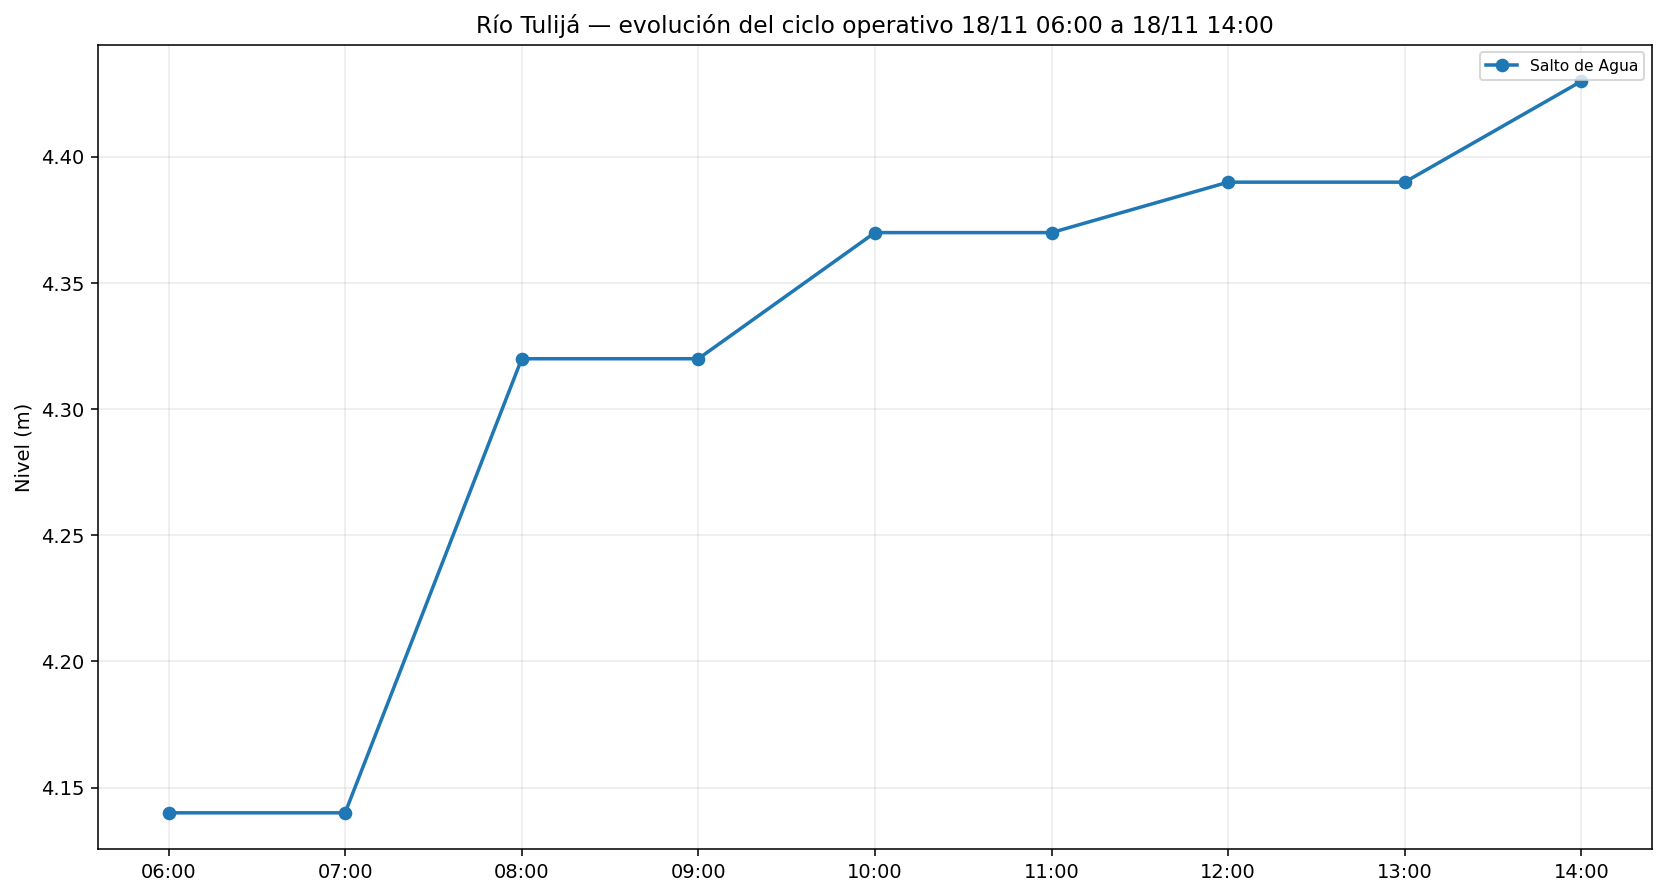 Río Tulijá — evolución del ciclo operativo 18/11 06:00 a 18/11 14:00
Salto de Agua
Nivel (m)
4.40
4.35
4.30
4.25
4.20
4.15
06:00 07:00 08:00 09:00 10:00 11:00 12:00 13:00 14:00